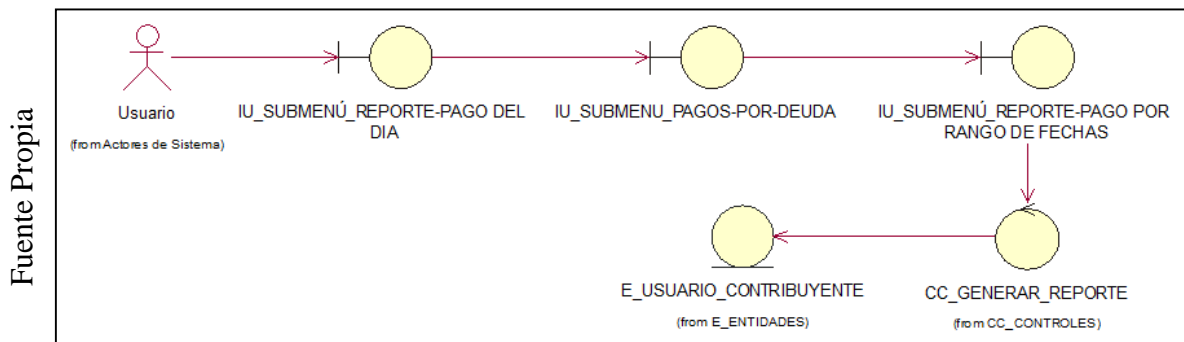 Fuente Propia
Usuario
(from Actores de Sistema)
IU_SUBMENÚ_REPORTE-PAGO DEL
DIA
IU_SUBMENU_PAGOS-POR-DEUDA
IU_SUBMENÚ_REPORTE-PAGO POR
RANGO DE FECHAS
E_USUARIO_CONTRIBUYENTE
(from E_ENTIDADES)
CC_GENERAR_REPORTE
(from CC_CONTROLES)